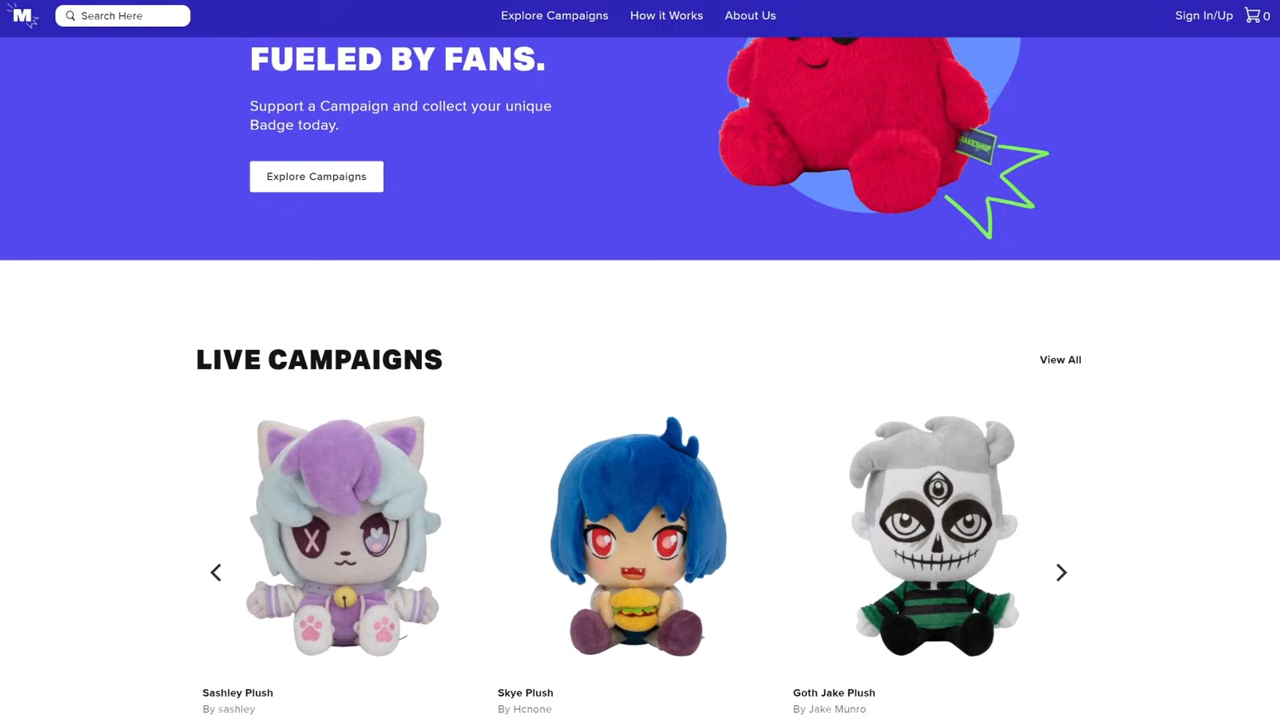 M
Search Here
Explore Campaigns
How it Works
About Us
Sign In/Up
0
FUELED BY FANS.
Support a Campaign and collect your unique
Badge today.
Explore Campaigns
MAKESHIP
LIVE CAMPAIGNS
View All
Sashley Plush
By sashley
Skye Plush
By Hcnone
Goth Jake Plush
By Jake Munro